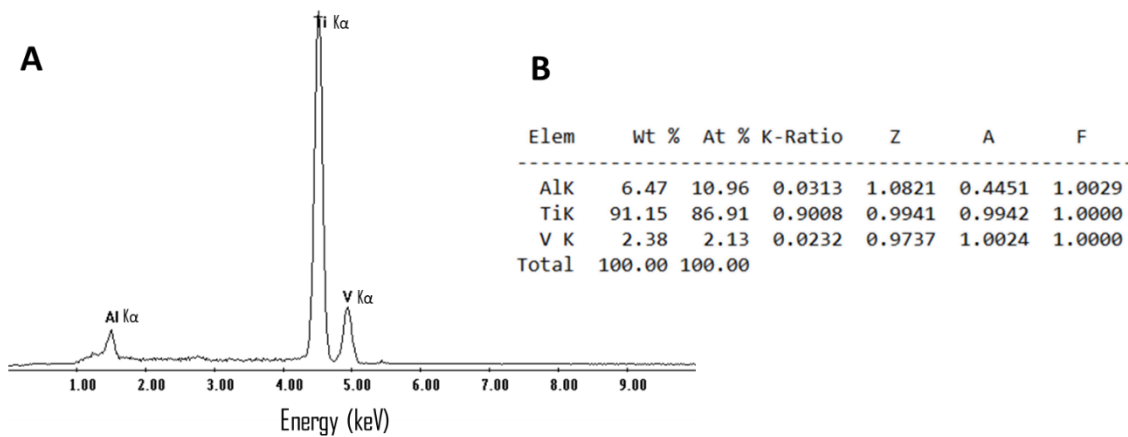 A
Ti Kα
Al Kα
V Kα
1.00 2.00 3.00 4.00 5.00 6.00 7.00 8.00 9.00
Energy (keV)
B
Elem Wt % At % K-Ratio Z A F
--------------------------------------------------------------
AlK 6.47 10.96 0.0313 1.0821 0.4451 1.0029
TiK 91.15 86.91 0.9008 0.9941 0.9942 1.0000
V K 2.38 2.13 0.0232 0.9737 1.0024 1.0000
Total 100.00 100.00